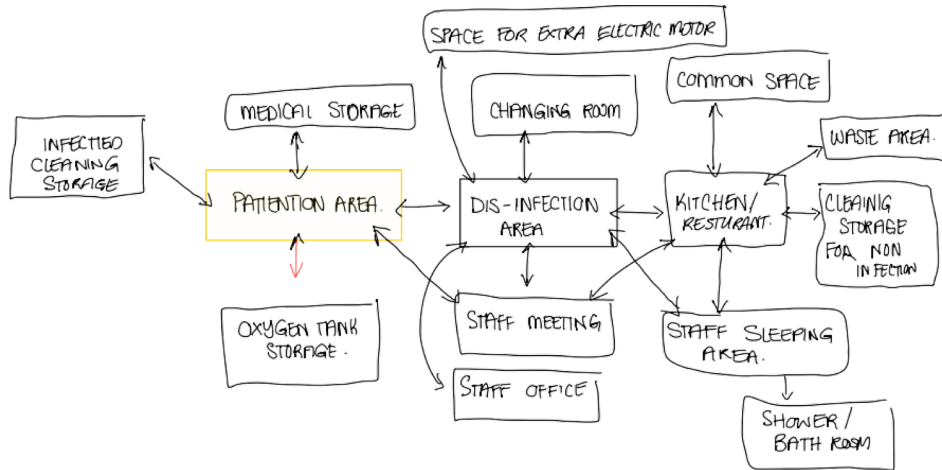 SPACE FOR EXTRA ELECTRIC MOTOR
COMMON SPACE
MEDICAL STORAGE
CHANGING ROOM
INFECTED
CLEANING
STORAGE
WASTE AREA.
PATIENTION AREA.
DIS-INFECTION
AREA
KITCHEN/
RESTURANT.
CLEAINIG
STORAGE
FOR NON
INFECTION
OXYGEN TANK
STORAGE.
STAFF MEETING
STAFF SLEEPING
AREA.
STAFF OFFICE
SHOWER/
BATH ROOM